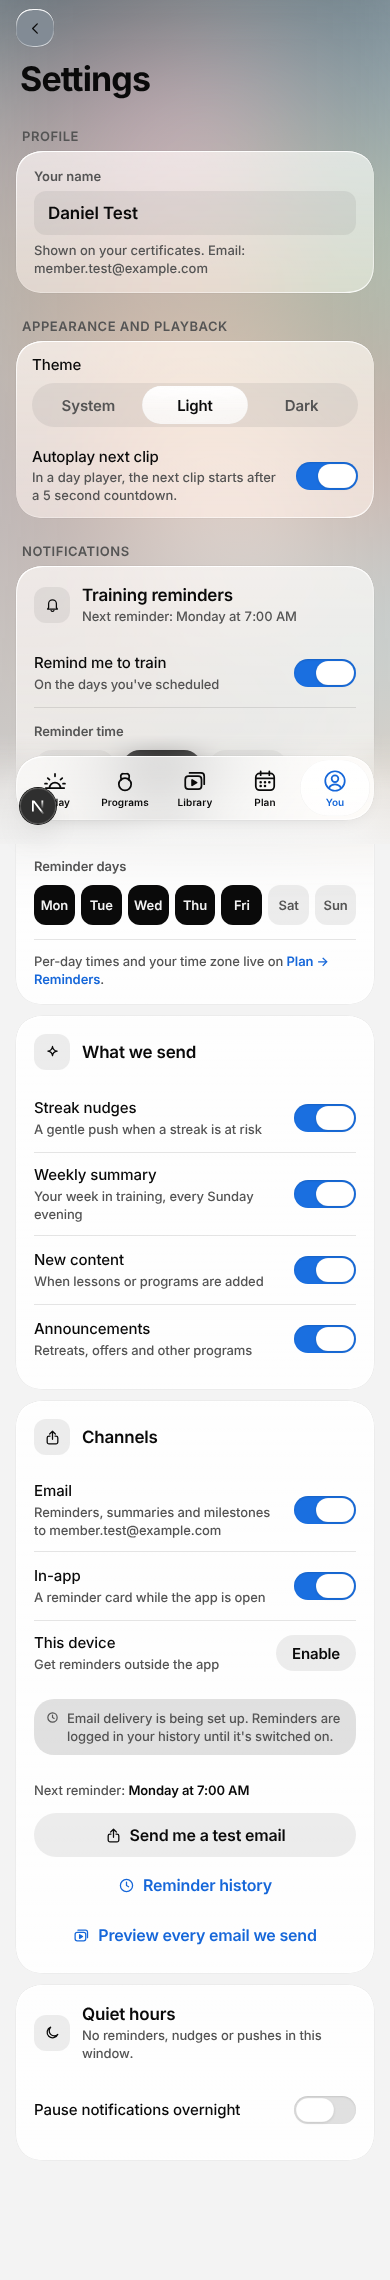 Settings
PROFILE
Your name
Daniel Test
Shown on your certificates. Email:
member.test@example.com
APPEARANCE AND PLAYBACK
Theme
System
Light
Dark
Autoplay next clip
In a day player, the next clip starts after
a 5 second countdown.
NOTIFICATIONS
Training reminders
Next reminder: Monday at 7:00 AM
Remind me to train
On the days you've scheduled
Reminder time
N
Programs
Library
Plan
You
Reminder days
Mon
Tue
Wed
Thu
Fri
Sat
Sun
Per-day times and your time zone live on Plan →
Reminders.
What we send
Streak nudges
A gentle push when a streak is at risk
Weekly summary
Your week in training, every Sunday
evening
New content
When lessons or programs are added
Announcements
Retreats, offers and other programs
Channels
Email
Reminders, summaries and milestones
to member.test@example.com
In-app
A reminder card while the app is open
This device
Get reminders outside the app
Enable
Email delivery is being set up. Reminders are
logged in your history until it's switched on.
Next reminder: Monday at 7:00 AM
Send me a test email
Reminder history
Preview every email we send
Quiet hours
No reminders, nudges or pushes in this
window.
Pause notifications overnight